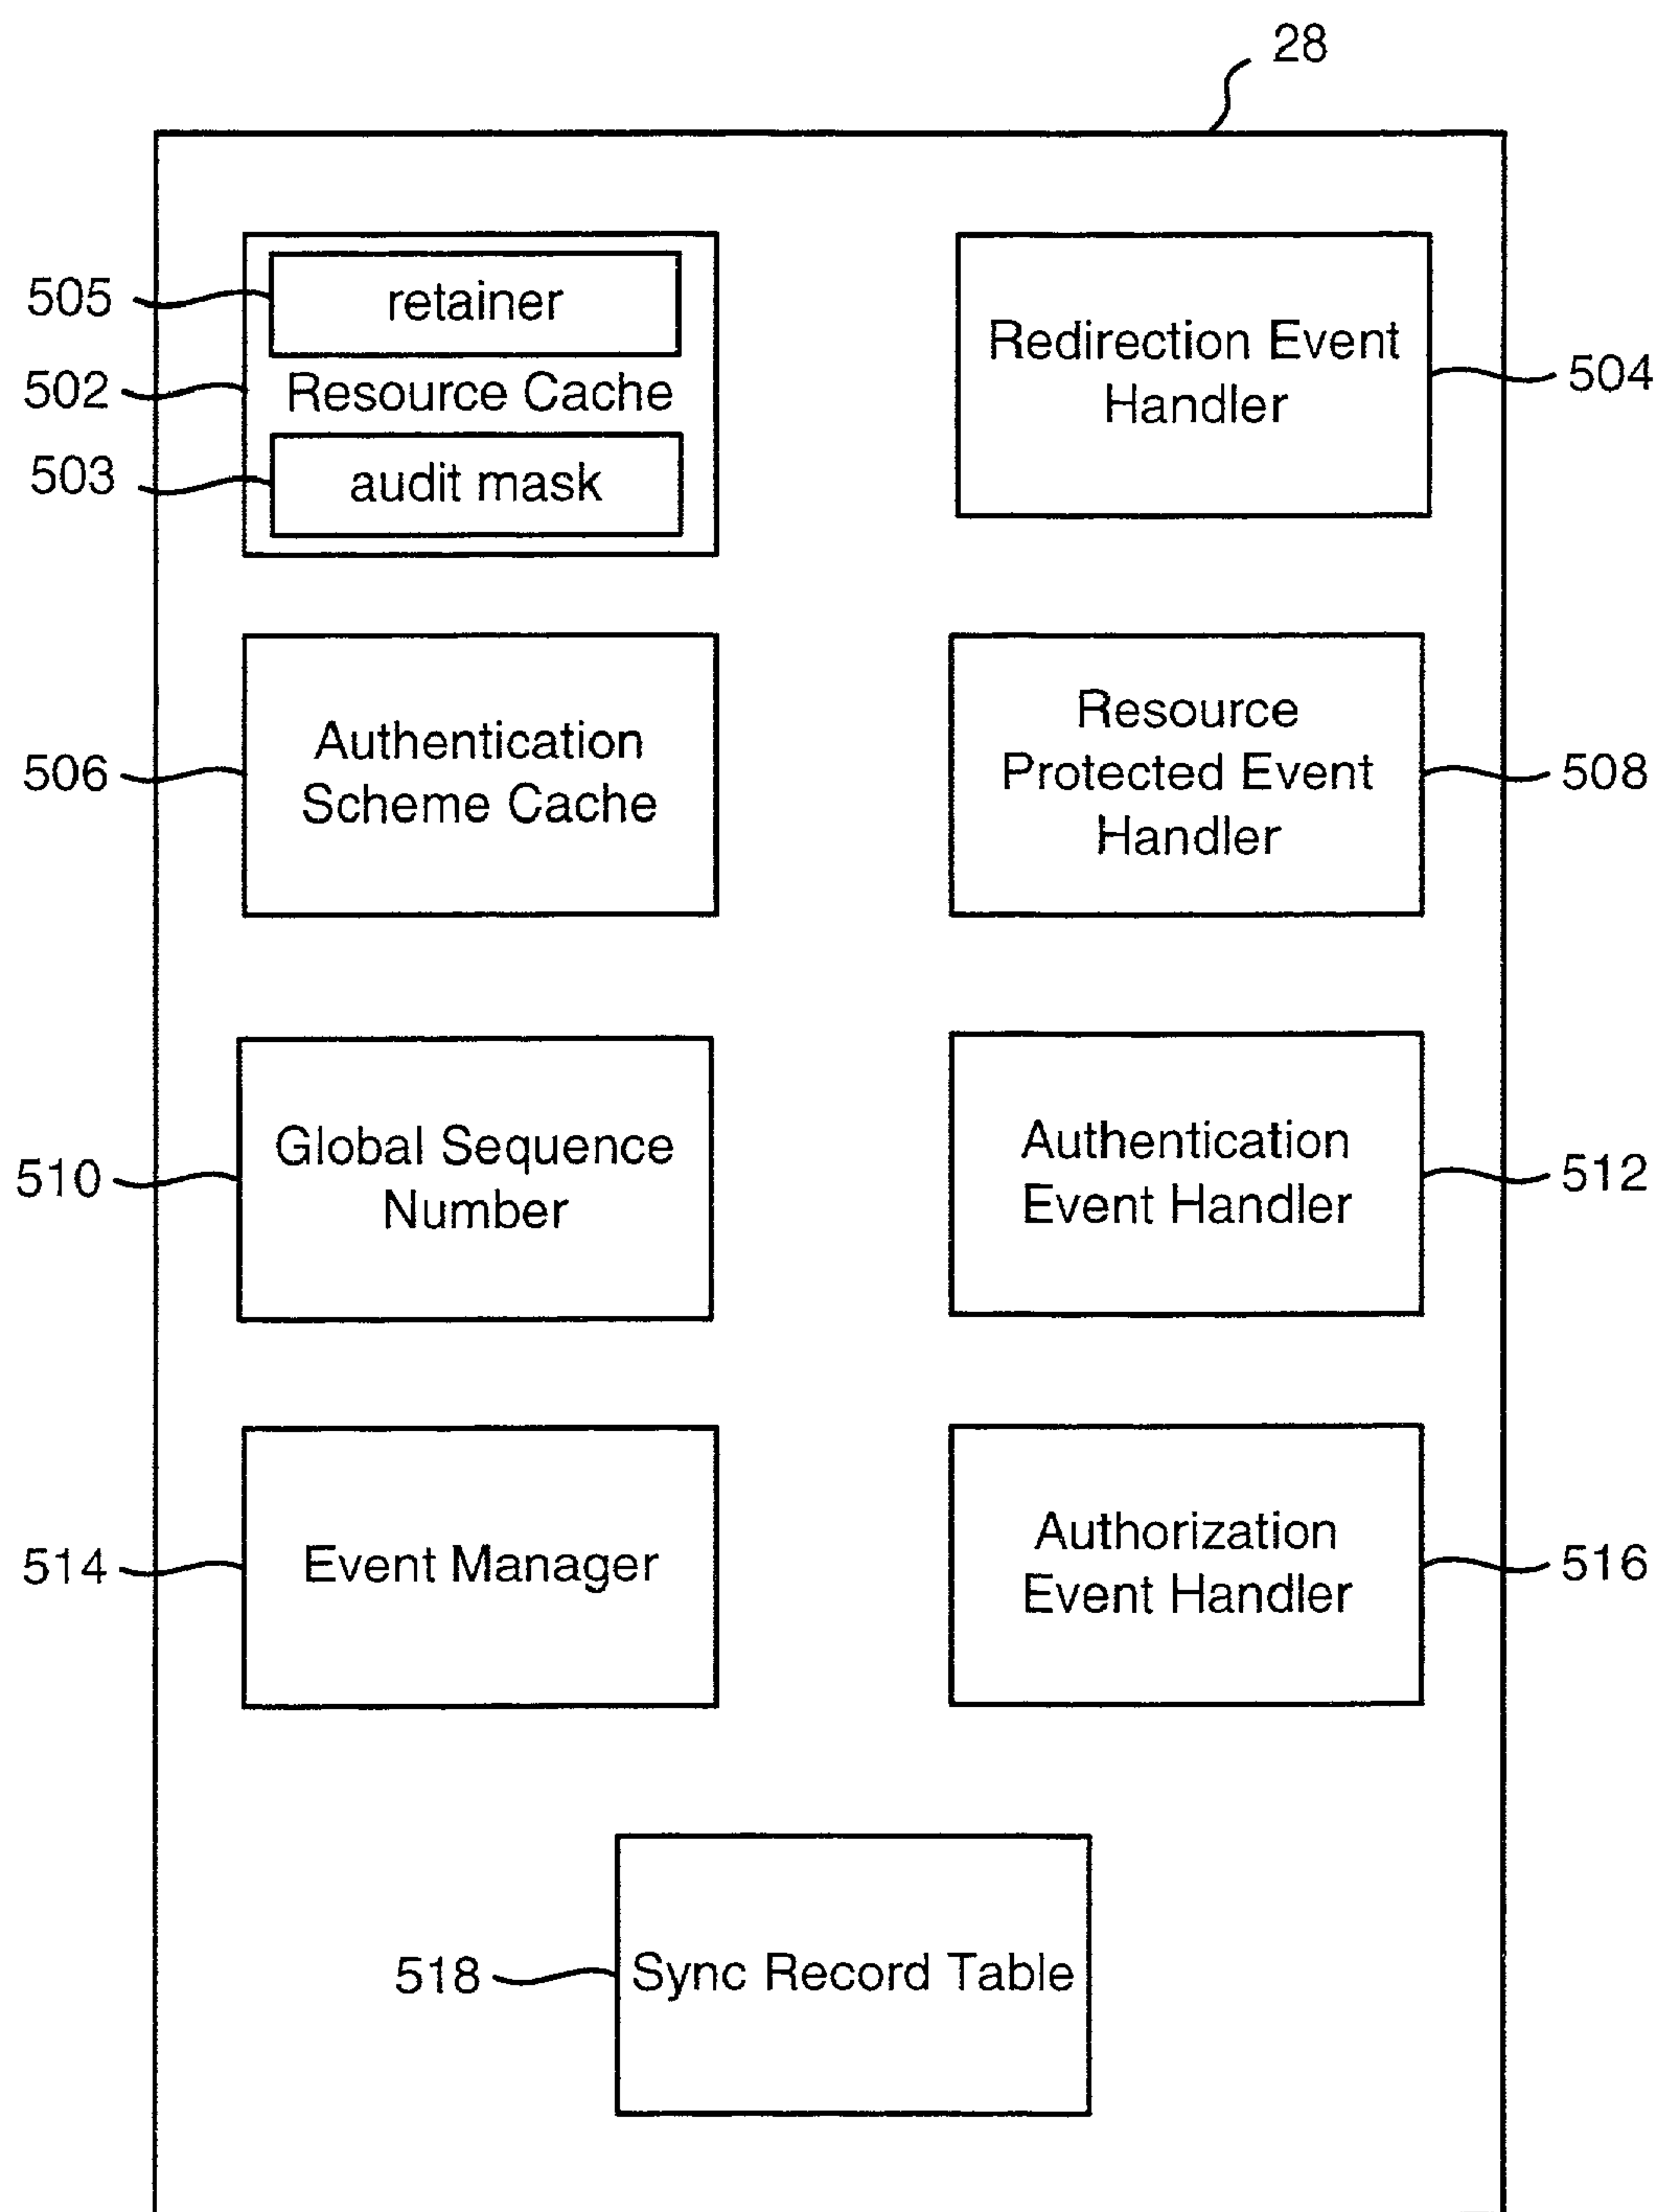 28
505
retainer
502
Resource Cache
503
audit mask
Redirection Event
Handler
504
506
Authentication
Scheme Cache
Resource
Protected Event
Handler
508
510
Global Sequence
Number
Authentication
Event Handler
512
514
Event Manager
Authorization
Event Handler
516
518
Sync Record Table